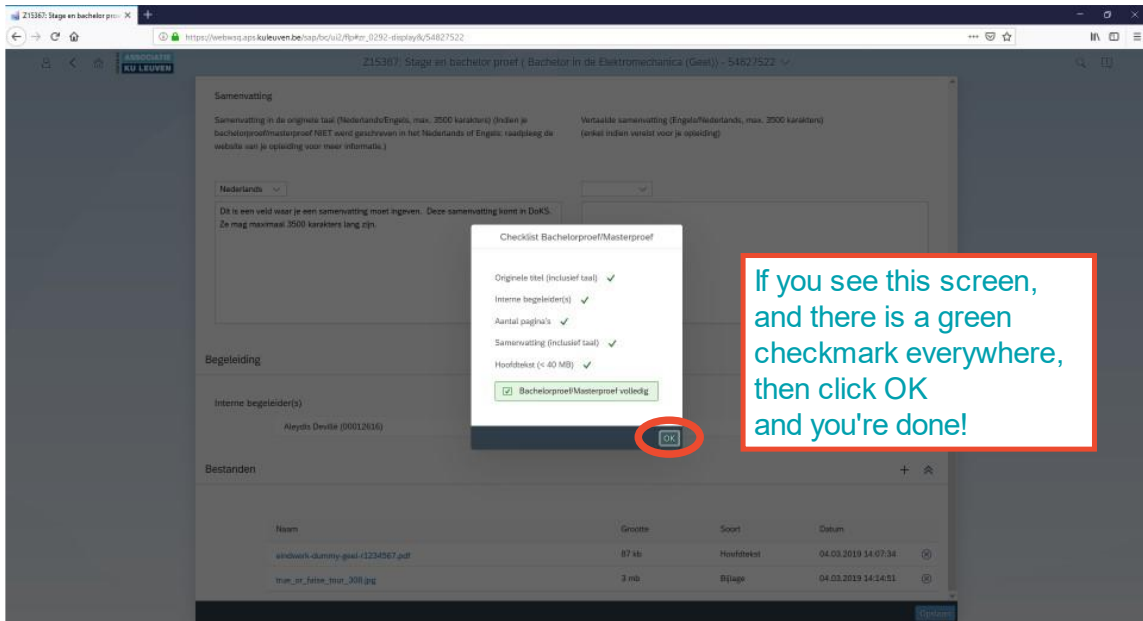 Z15367: Stage en bachelor proe
https://webwsq.aps.kuleuven.be/sap/bc/ui2/flp#zr_0292-display&/54827522
ASSOCIATIE
KU LEUVEN
Z15367: Stage en bachelor proef ( Bachelor in de Elektromechanica (Geel)) - 54827522
Samenvatting
Samenvatting in de originele taal (Nederlands/Engels, max. 3500 karakters) (Indien je
bachelorproef/masterproef NIET werd geschreven in het Nederlands of Engels: raadpleeg de
website van je opleiding voor meer informatie.)
Vertaalde samenvatting (Engels/Nederlands, max. 3500 karakters)
(enkel indien vereist voor je opleiding)
Nederlands
Dit is een veld waar je een samenvatting moet ingeven. Deze samenvatting komt in DoKS.
Ze mag maximaal 3500 karakters lang zijn.
Checklist Bachelorproef/Masterproef
Originele titel (inclusief taal)
Interne begeleider(s)
Aantal pagina's
Samenvatting (inclusief taal)
Hoofdtekst (< 40 MB)
Bachelorproef/Masterproef volledig
OK
If you see this screen,
and there is a green
checkmark everywhere,
then click OK
and you're done!
Begeleiding
Interne begeleider(s)
Aleydis Devillé (00012616)
Bestanden
Naam Grootte Soort Datum
eindwerk-dummy-geel-r1234567.pdf 87 kb Hoofdtekst 04.03.2019 14:07:34
true_or_false_tour_308.jpg 3 mb Bijlage 04.03.2019 14:14:51
Opslaan